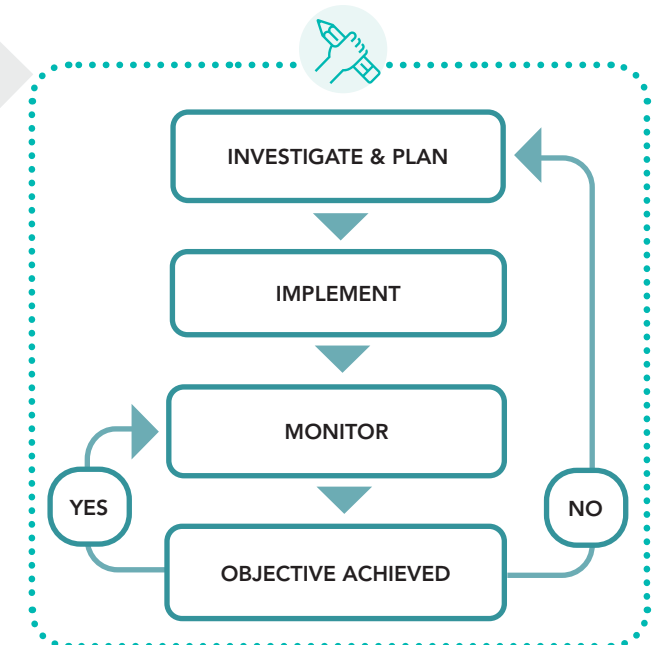 INVESTIGATE & PLAN
IMPLEMENT
MONITOR
YES
NO
OBJECTIVE ACHIEVED